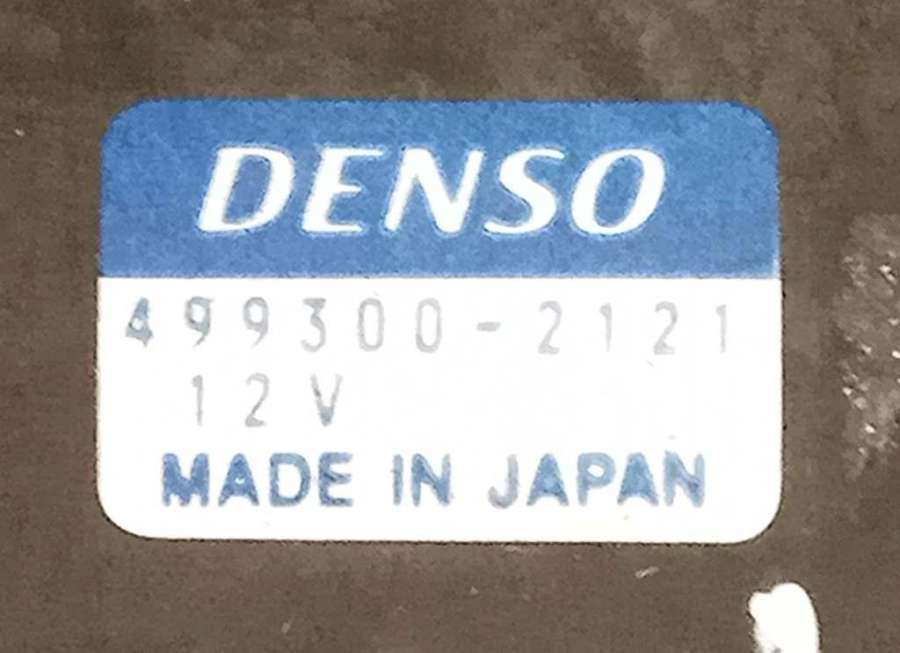 DENSO
499300-2121
12V
MADE IN JAPAN